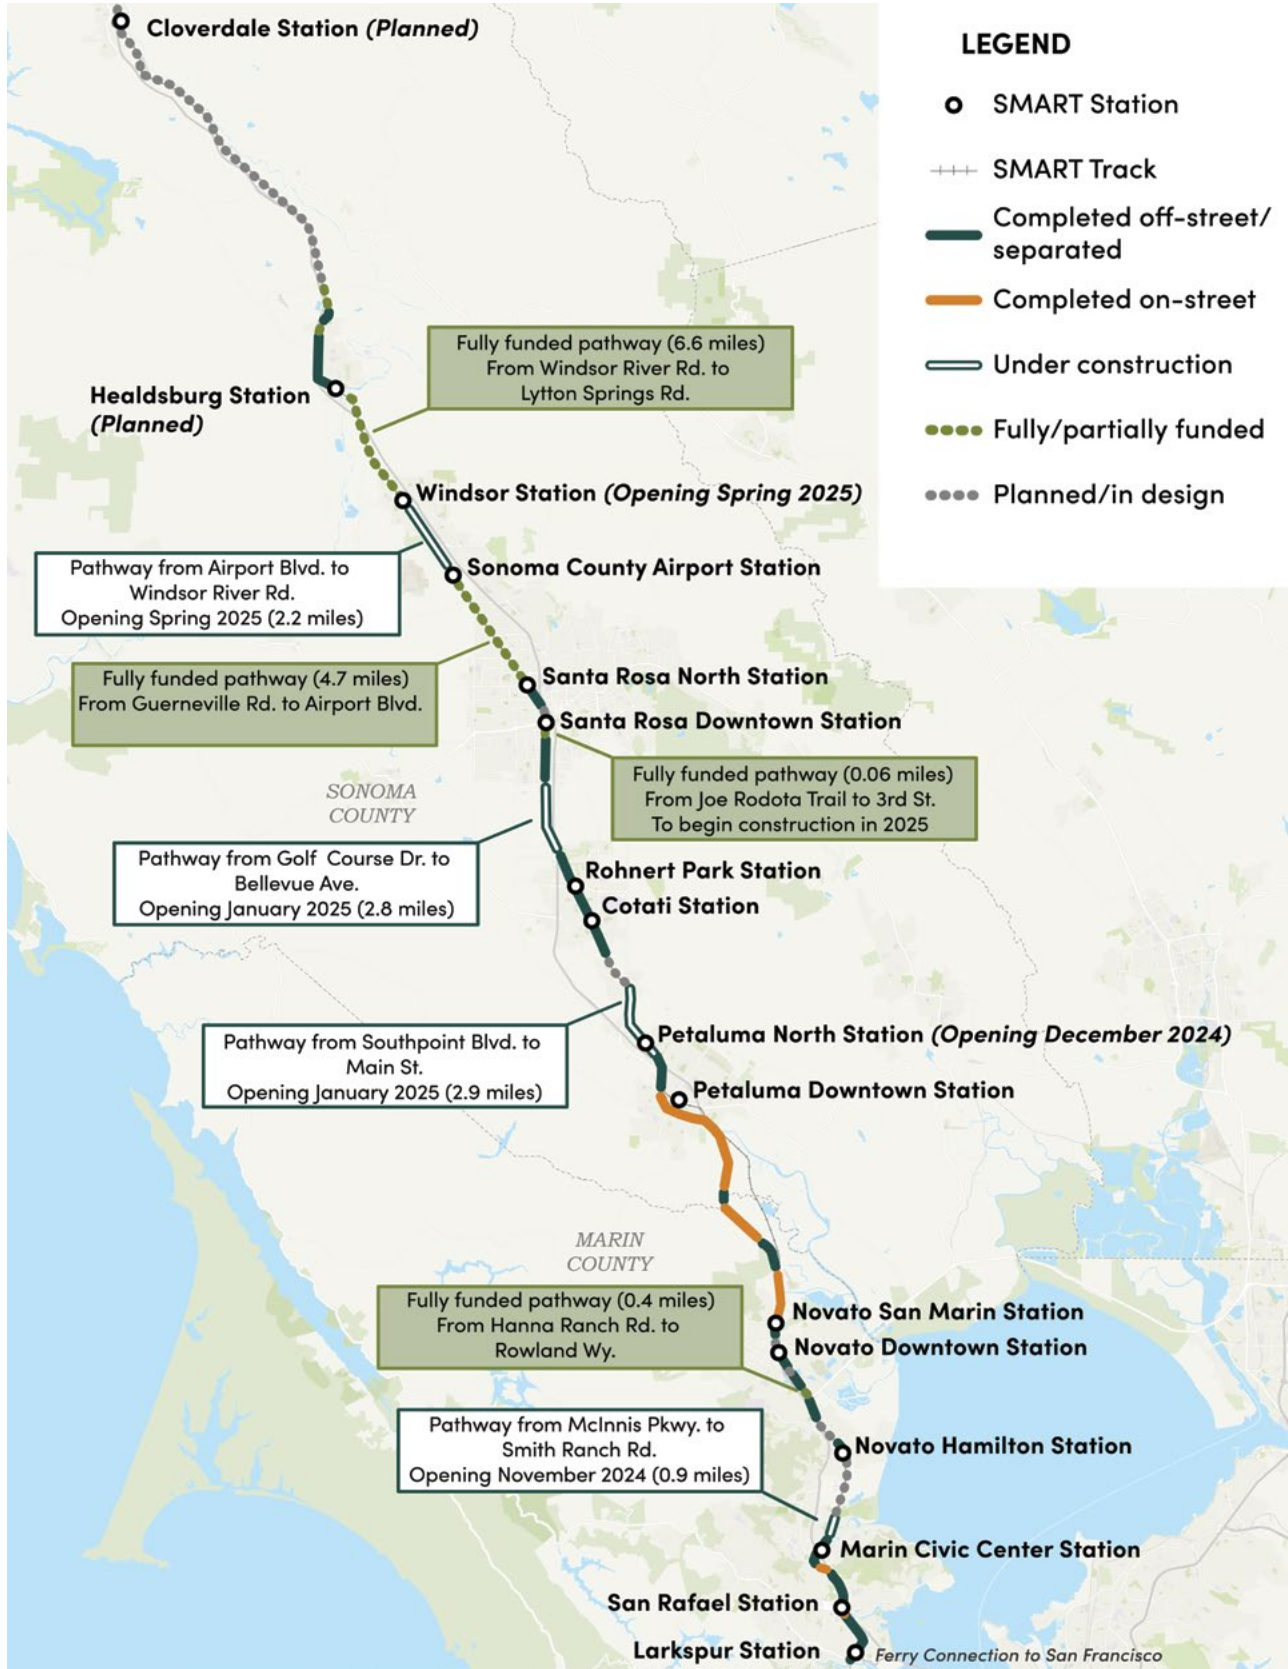 Cloverdale Station (Planned)
LEGEND
SMART Station
SMART Track
Completed off-street/
separated
Completed on-street
Under construction
Fully/partially funded
Planned/in design
Fully funded pathway (6.6 miles)
From Windsor River Rd. to
Lytton Springs Rd.
Healdsburg Station
(Planned)
Windsor Station (Opening Spring 2025)
Pathway from Airport Blvd. to
Windsor River Rd.
Opening Spring 2025 (2.2 miles)
Sonoma County Airport Station
Fully funded pathway (4.7 miles)
From Guerneville Rd. to Airport Blvd.
Santa Rosa North Station
Santa Rosa Downtown Station
SONOMA
COUNTY
Fully funded pathway (0.06 miles)
From Joe Rodota Trail to 3rd St.
To begin construction in 2025
Pathway from Golf Course Dr. to
Bellevue Ave.
Opening January 2025 (2.8 miles)
Rohnert Park Station
Cotati Station
Pathway from Southpoint Blvd. to
Main St.
Opening January 2025 (2.9 miles)
Petaluma North Station (Opening December 2024)
Petaluma Downtown Station
MARIN
COUNTY
Fully funded pathway (0.4 miles)
From Hanna Ranch Rd. to
Rowland Wy.
Novato San Marin Station
Novato Downtown Station
Pathway from McInnis Pkwy. to
Smith Ranch Rd.
Opening November 2024 (0.9 miles)
Novato Hamilton Station
Marin Civic Center Station
San Rafael Station
Larkspur Station
Ferry Connection to San Francisco